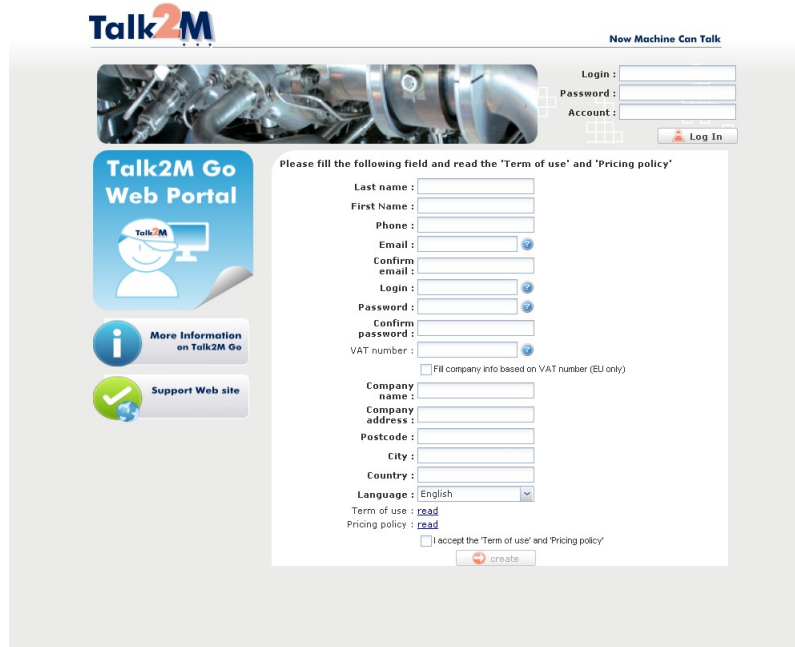 Talk2M
Now Machine Can Talk
Login :
Password :
Account :
Log In
Talk2M Go
Web Portal
Talk2M
More Information
on Talk2M Go
Support Web site
Please fill the following field and read the 'Term of use' and 'Pricing policy'
Last name :
First Name :
Phone :
Email :
?
Confirm
email :
Login :
?
Password :
?
Confirm
password :
VAT number :
?
Fill company info based on VAT number (EU only)
Company
name :
Company
address :
Postcode :
City :
Country :
Language : English
Term of use : read
Pricing policy : read
I accept the 'Term of use' and 'Pricing policy'
create